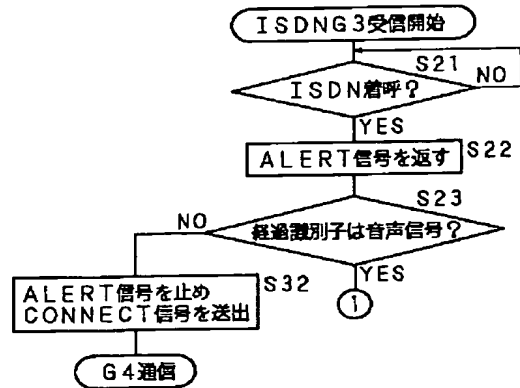 ISDNG3受信開始
S21
ISDN着呼?
NO
YES
ALERT信号を返す
S22
S23
経過識別子は音声信号?
NO
YES
1
ALERT信号を止め
CONNECT信号を送出
S32
G4通信